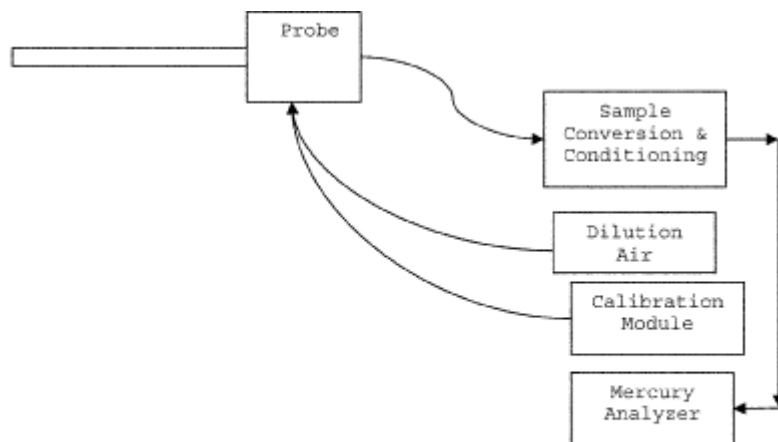 Probe
Sample
Conversion &
Conditioning
Dilution
Air
Calibration
Module
Mercury
Analyzer